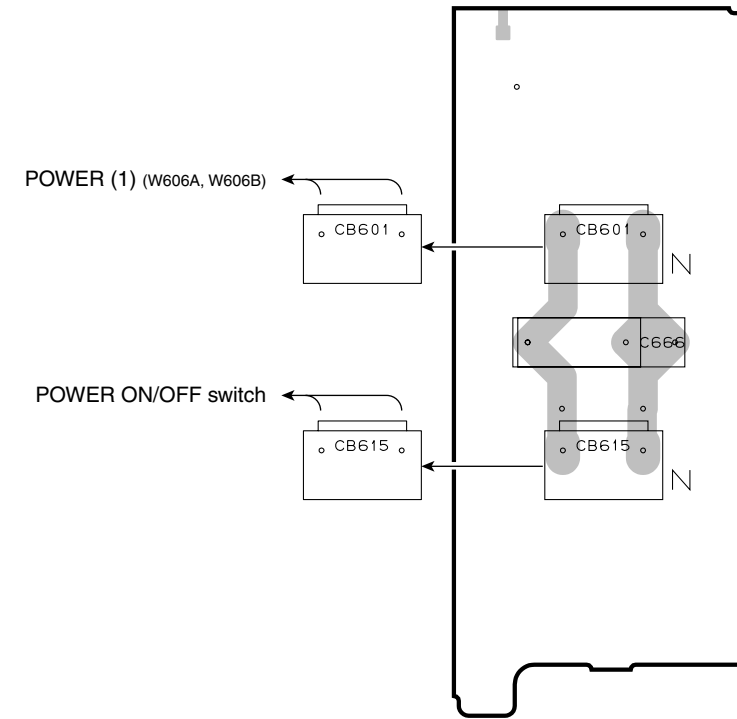 POWER (1) (W606A, W606B)
CB601
CB601
N
C666
POWER ON/OFF switch
CB615
CB615
N